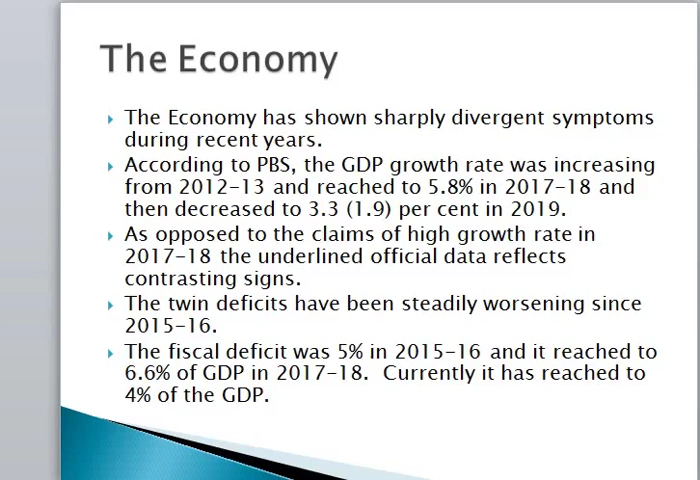 The Economy
The Economy has shown sharply divergent symptoms
during recent years.
According to PBS, the GDP growth rate was increasing
from 2012-13 and reached to 5.8% in 2017-18 and
then decreased to 3.3 (1.9) per cent in 2019.
As opposed to the claims of high growth rate in
2017-18 the underlined official data reflects
contrasting signs.
The twin deficits have been steadily worsening since
2015-16.
The fiscal deficit was 5% in 2015-16 and it reached to
6.6% of GDP in 2017-18. Currently it has reached to
4% of the GDP.